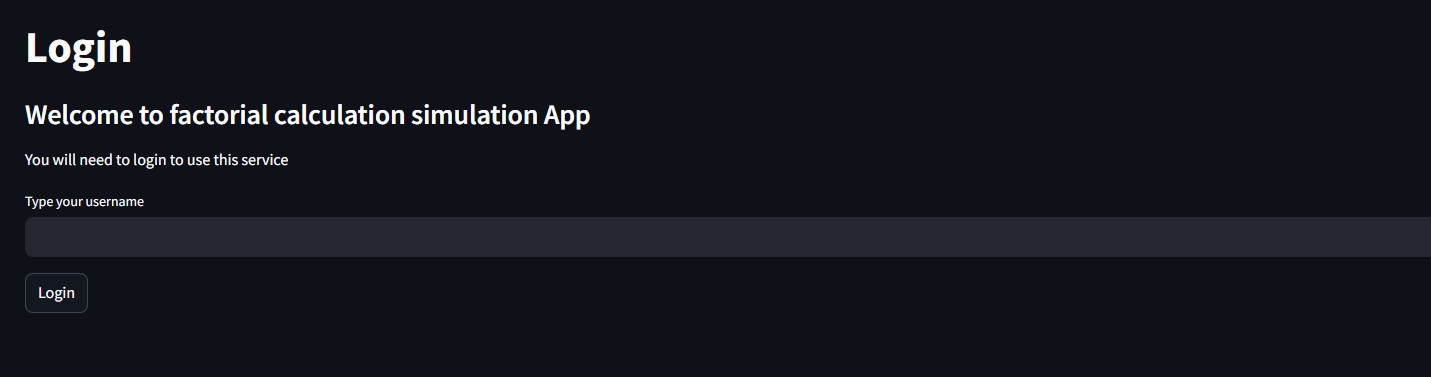 Login
Welcome to factorial calculation simulation App
You will need to login to use this service
Type your username
Login